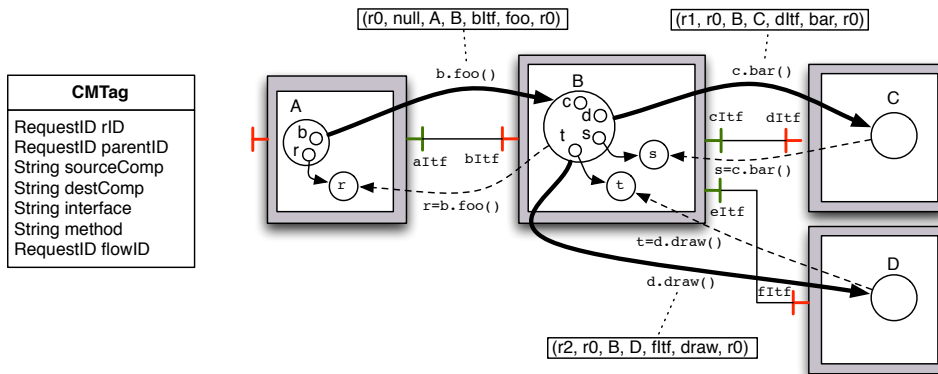 (r0, null, A, B, bItf, foo, r0)
(r1, r0, B, C, dItf, bar, r0)
CMTag
RequestID rID
RequestID parentID
String sourceComp
String destComp
String interface
String method
RequestID flowID
b.foo()
c.bar()
A
b
r
r
aItf
bItf
r=b.foo()
B
c
d
s
t
s
t
cItf
dItf
s=c.bar()
eItf
C
t=d.draw()
d.draw()
fItf
D
(r2, r0, B, D, fItf, draw, r0)